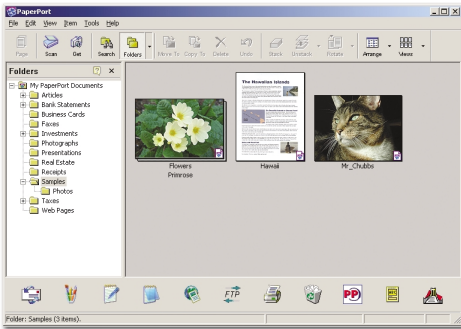 PaperPort
File Edit View Item Tools Help
Page Scan Get Search Folders Move To Copy To Delete Undo Stack Unstack Rotate Arrange Views
Folders
My PaperPort Documents
Articles
Bank Statements
Business Cards
Faxes
Investments
Photographs
Presentations
Real Estate
Receipts
Samples
Photos
Taxes
Web Pages
The Hawaiian Islands
Flowers
Primrose
Hawaii
Mr_Chubbs
FTP
PP
Folder: Samples (3 items).